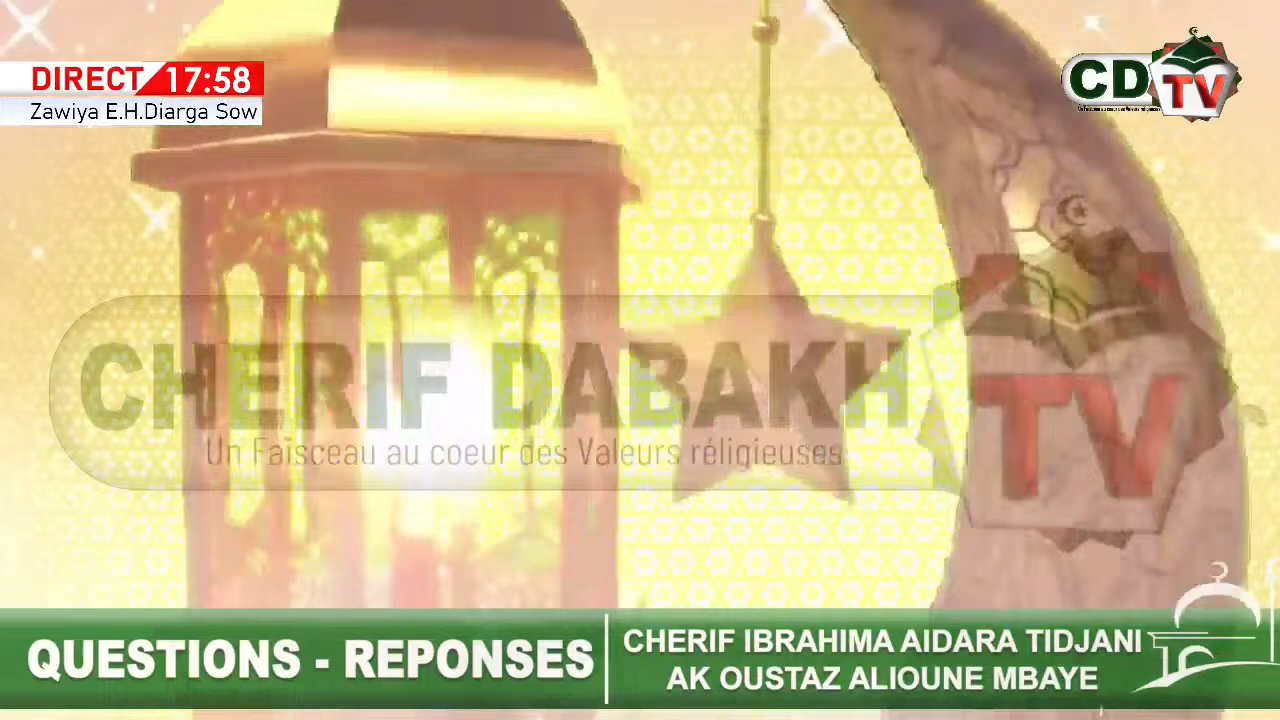 DIRECT 17:58
Zawiya E.H.Diarga Sow
CDTV
CHERIF DABAKH TV
Un Faisceau au coeur des Valeurs réligieuses
QUESTIONS - REPONSES
CHERIF IBRAHIMA AIDARA TIDJANI
AK OUSTAZ ALIOUNE MBAYE